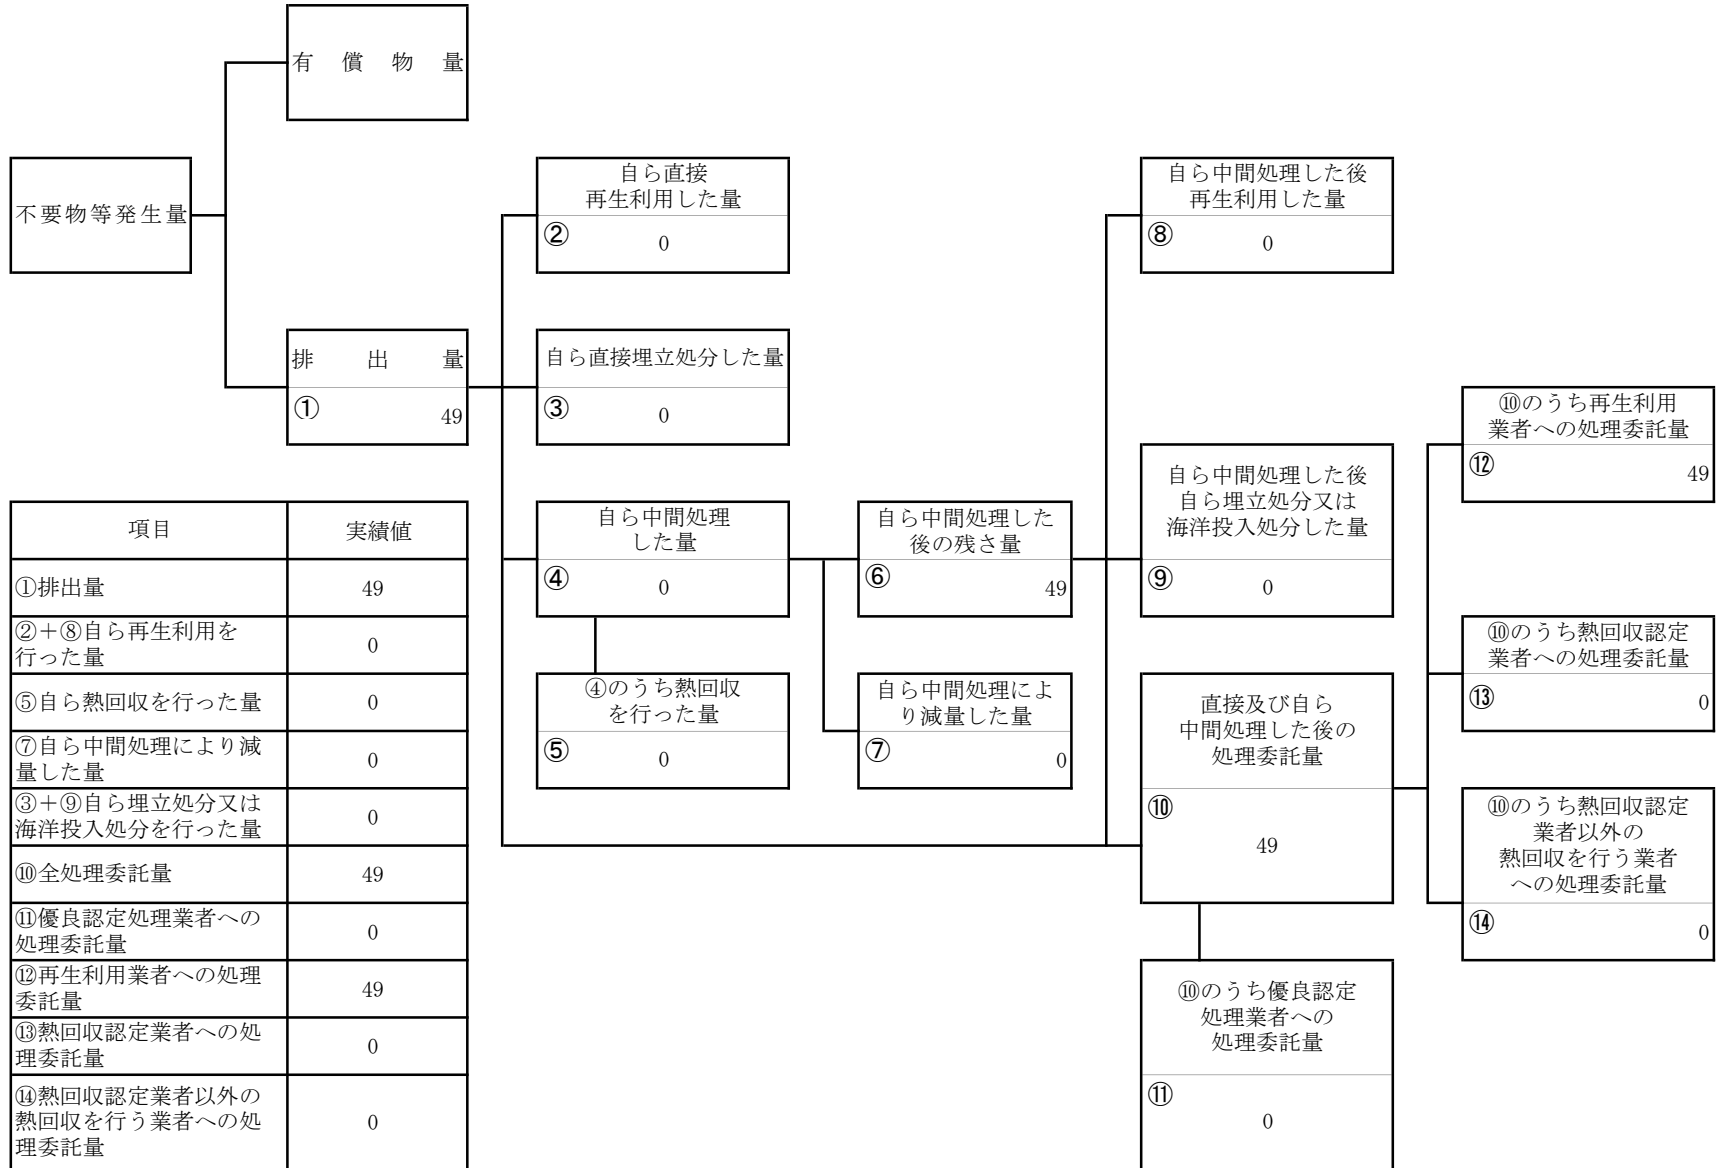 有償物量
不要物等発生量
自ら直接
再生利用した量
② 0
自ら中間処理した後
再生利用した量
⑧ 0
排出量
① 49
自ら直接埋立処分した量
③ 0
⑩のうち再生利用
業者への処理委託量
⑫ 49
自ら中間処理した後
自ら埋立処分又は
海洋投入処分した量
⑨ 0
自ら中間処理
した量
④ 0
自ら中間処理した
後の残さ量
⑥ 49
⑩のうち熱回収認定
業者への処理委託量
⑬ 0
④のうち熱回収
を行った量
⑤ 0
自ら中間処理によ
り減量した量
⑦ 0
直接及び自ら
中間処理した後の
処理委託量
⑩
49
⑩のうち熱回収認定
業者以外の
熱回収を行う業者
への処理委託量
⑭ 0
⑩のうち優良認定
処理業者への
処理委託量
⑪
0
項目 実績値
①排出量 49
②+⑧自ら再生利用を
行った量 0
⑤自ら熱回収を行った量 0
⑦自ら中間処理により減
量した量 0
③+⑨自ら埋立処分又は
海洋投入処分を行った量 0
⑩全処理委託量 49
⑪優良認定処理業者への
処理委託量 0
⑫再生利用業者への処理
委託量 49
⑬熱回収認定業者への処
理委託量 0
⑭熱回収認定業者以外の
熱回収を行う業者への処 0
理委託量